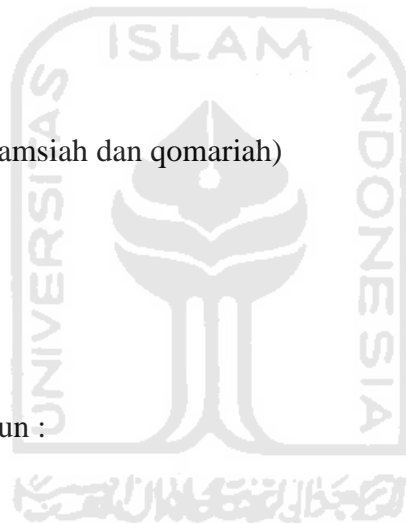 ISLAM
UNIVERSITAS
INDONESIA
amsiah dan qomariah)
un :